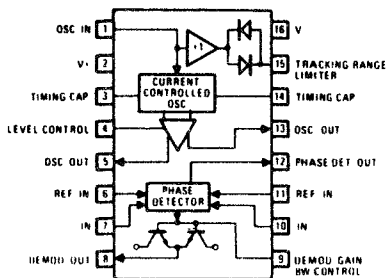 OSC IN 1
V+ 2
TIMING CAP 3
LEVEL CONTROL 4
OSC OUT 5
REF IN 6
IN 7
DEMOD OUT 8
+1
CURRENT
CONTROLLED
OSC
PHASE
DETECTOR
16 V
15 TRACKING RANGE
LIMITER
14 TIMING CAP
13 OSC OUT
12 PHASE DET OUT
11 REF IN
10 IN
9 DEMOD GAIN
BW CONTROL